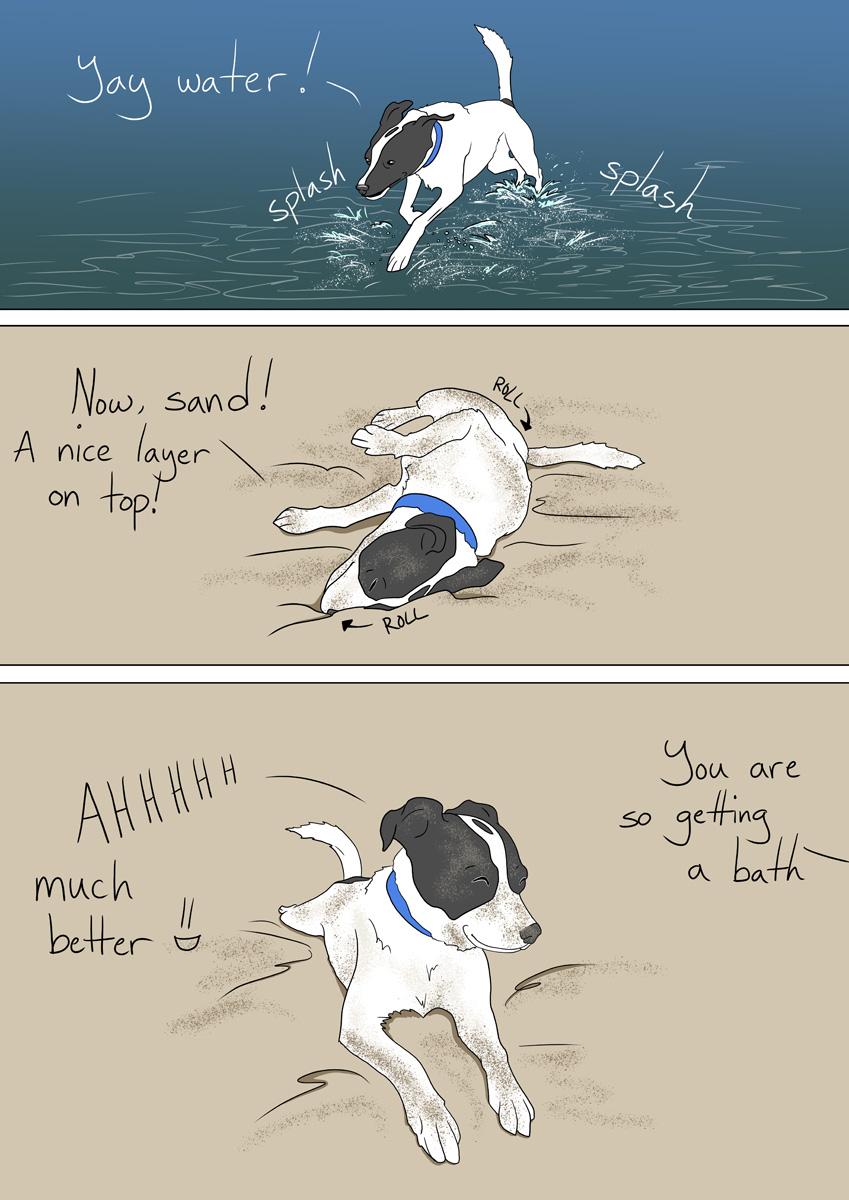 Yay water!
splash
splash
Now, sand!
A nice layer
on top!
ROLL
ROLL
AHHHHH
much
better
You are
so getting
a bath